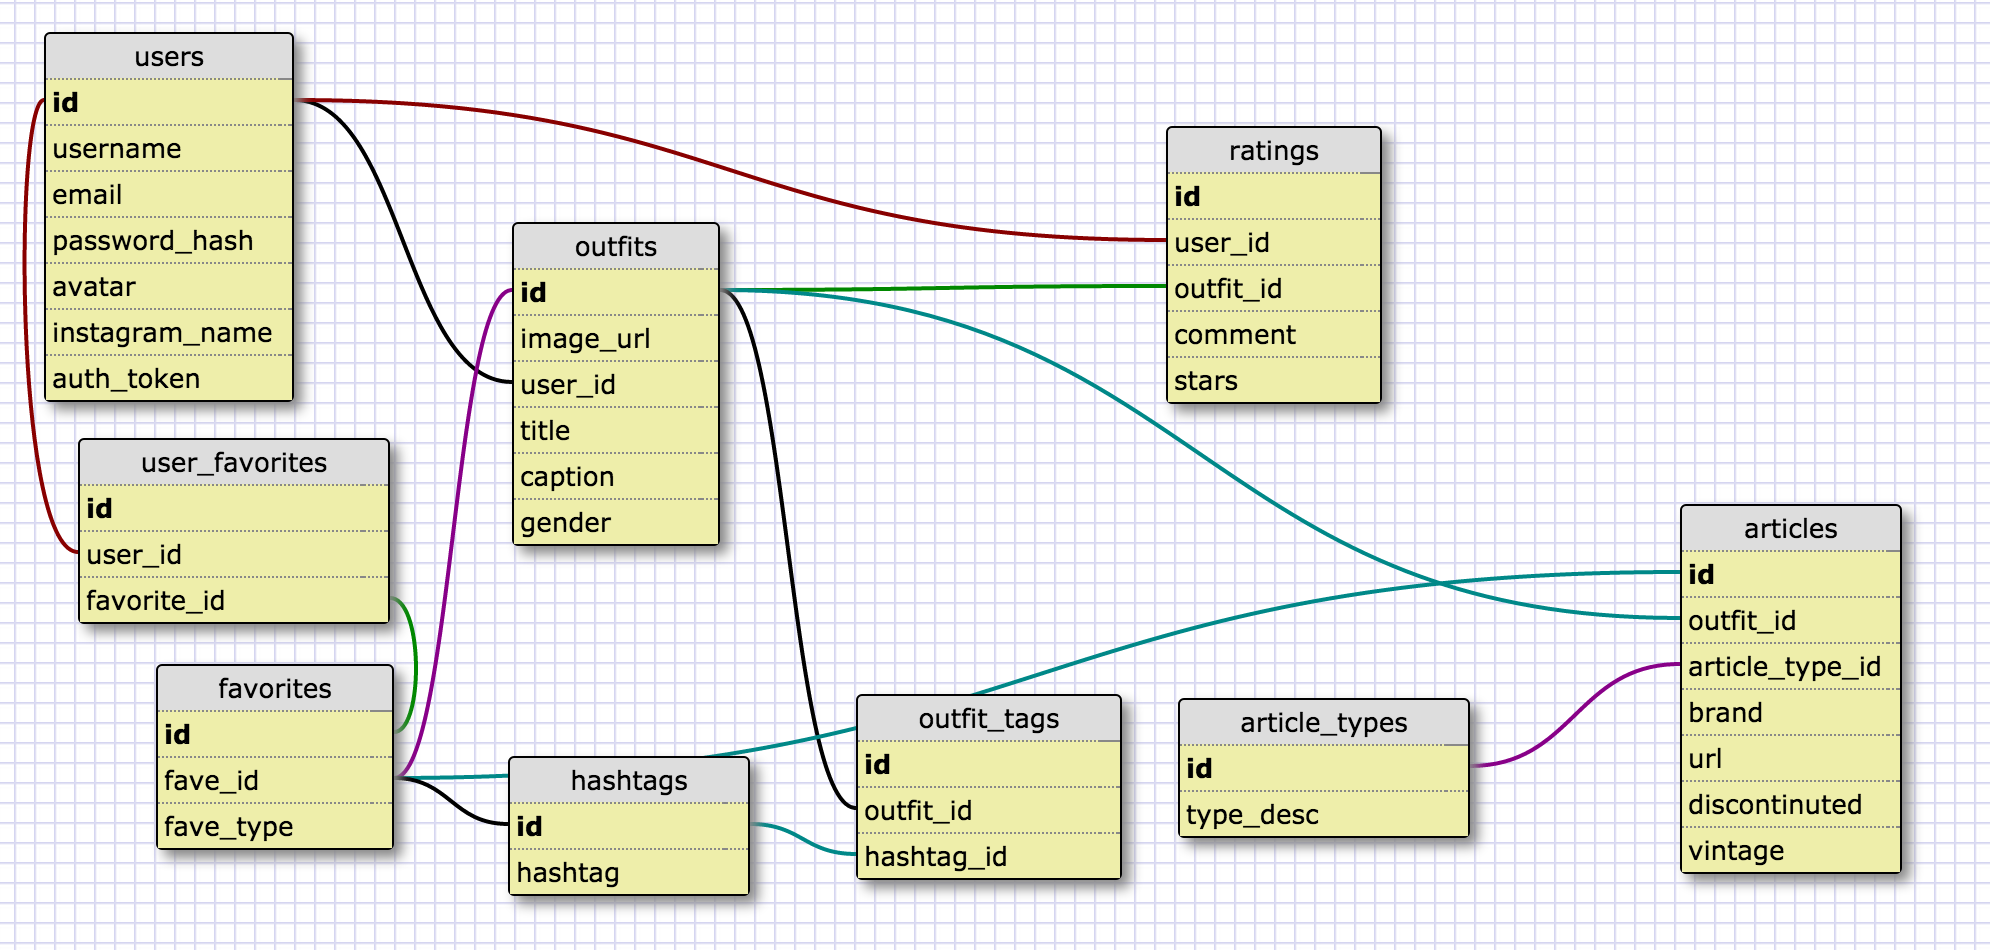 users
id
username
email
password_hash
avatar
instagram_name
auth_token
user_favorites
id
user_id
favorite_id
favorites
id
fave_id
fave_type
outfits
id
image_url
user_id
title
caption
gender
hashtags
id
hashtag
outfit_tags
id
outfit_id
hashtag_id
ratings
id
user_id
outfit_id
comment
stars
article_types
id
type_desc
articles
id
outfit_id
article_type_id
brand
url
discontinuted
vintage